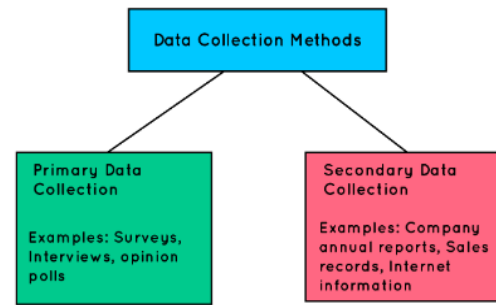 Data Collection Methods
Primary Data
Collection
Examples: Surveys,
Interviews, opinion
polls
Secondary Data
Collection
Examples: Company
annual reports, Sales
records, Internet
information